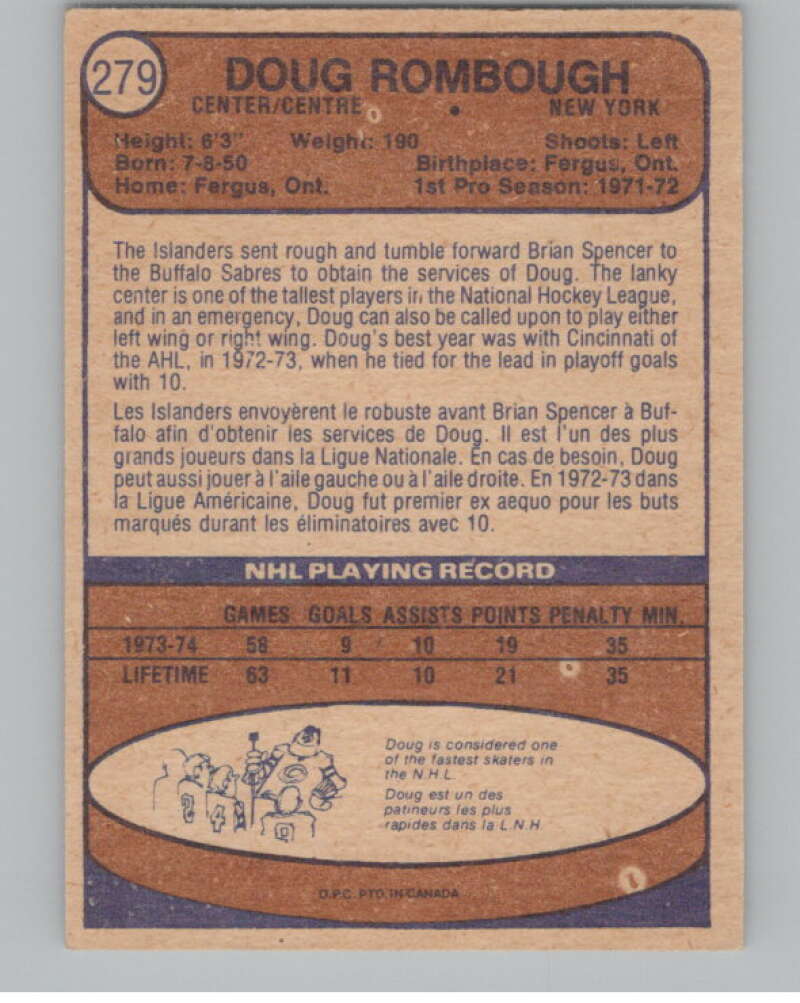 279
DOUG ROMBOUGH
CENTER/CENTRE • NEW YORK
Height: 6'3" Weight: 190 Shoots: Left
Born: 7-8-50 Birthplace: Fergus, Ont.
Home: Fergus, Ont. 1st Pro Season: 1971-72
The Islanders sent rough and tumble forward Brian Spencer to
the Buffalo Sabres to obtain the services of Doug. The lanky
center is one of the tallest players in the National Hockey League,
and in an emergency, Doug can also be called upon to play either
left wing or right wing. Doug's best year was with Cincinnati of
the AHL, in 1972-73, when he tied for the lead in playoff goals
with 10.
Les Islanders envoyèrent le robuste avant Brian Spencer à Buf-
falo afin d'obtenir les services de Doug. Il est l'un des plus
grands joueurs dans la Ligue Nationale. En cas de besoin, Doug
peut aussi jouer à l'aile gauche ou à l'aile droite. En 1972-73 dans
la Ligue Américaine, Doug fut premier ex aequo pour les buts
marqués durant les éliminatoires avec 10.
NHL PLAYING RECORD
GAMES GOALS ASSISTS POINTS PENALTY MIN.
1973-74 58 9 10 19 35
LIFETIME 63 11 10 21 35
Doug is considered one
of the fastest skaters in
the N.H.L.
Doug est un des
patineurs les plus
rapides dans la L.N.H.
2
4
C
0
O.P.C. PTD. IN CANADA